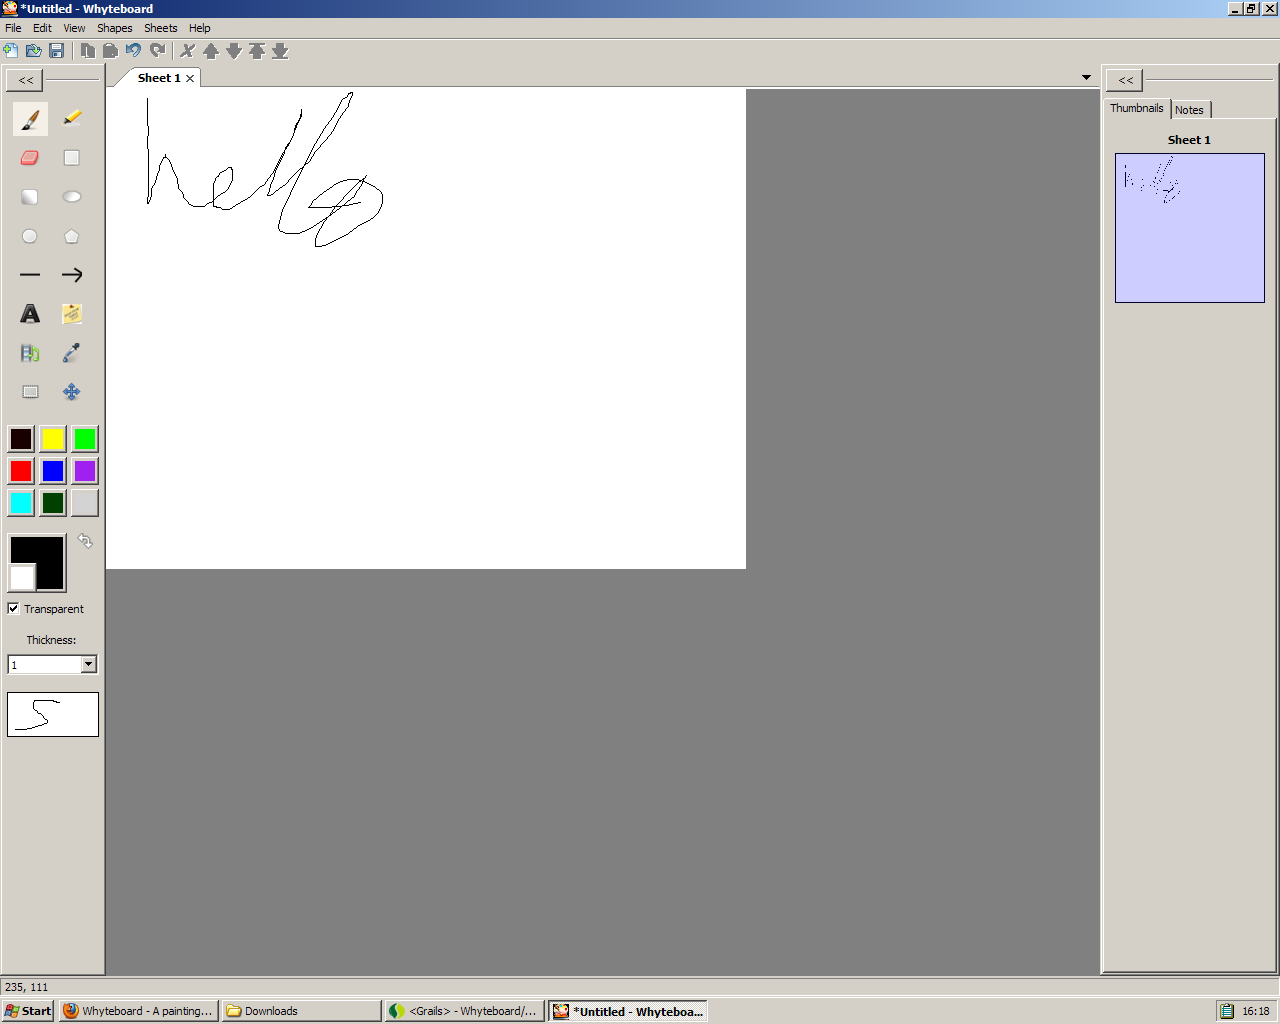 *Untitled - Whyteboard
File Edit View Shapes Sheets Help
<< Sheet 1 <<
Thumbnails Notes
Sheet 1
hello
A
Transparent
Thickness:
1
235, 111
Start Whyteboard - A painting... Downloads <Grails> - Whyteboard/... *Untitled - Whyteboa... 16:18